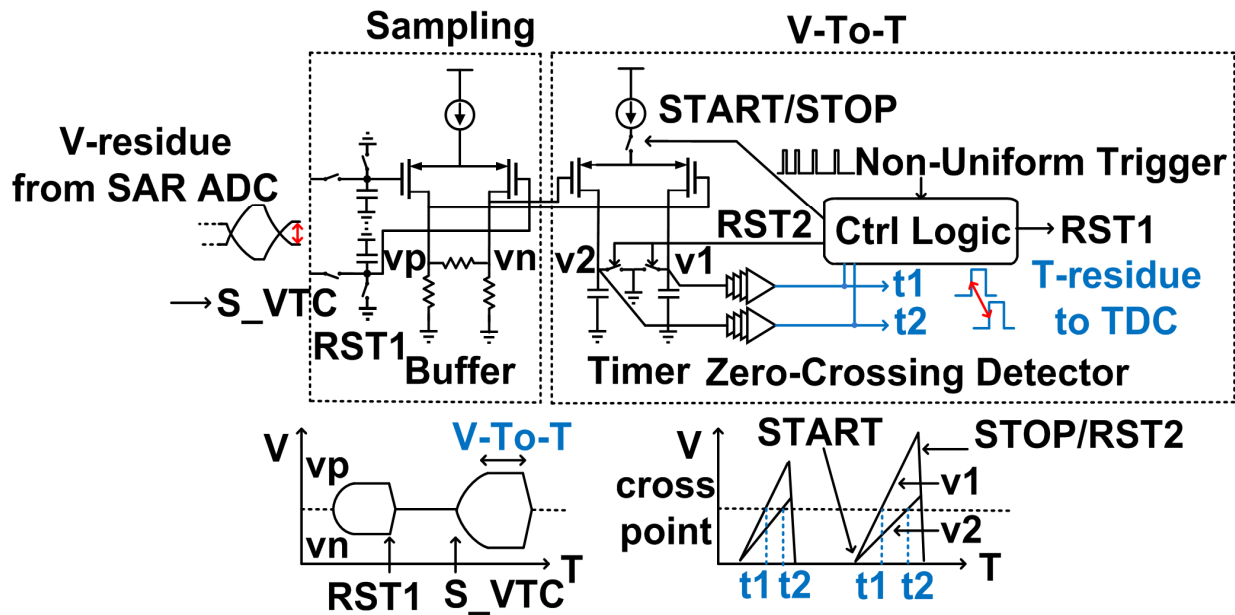 Sampling
V-To-T
V-residue
from SAR ADC
START/STOP
Non-Uniform Trigger
Ctrl Logic
RST1
RST2
vp
vn
v2
v1
t1
t2
T-residue
to TDC
S_VTC
RST1
Buffer
Timer
Zero-Crossing Detector
V
V-To-T
vp
vn
RST1
S_VTC
T
V
cross
point
START
STOP/RST2
v1
v2
t1
t2
t1
t2
T